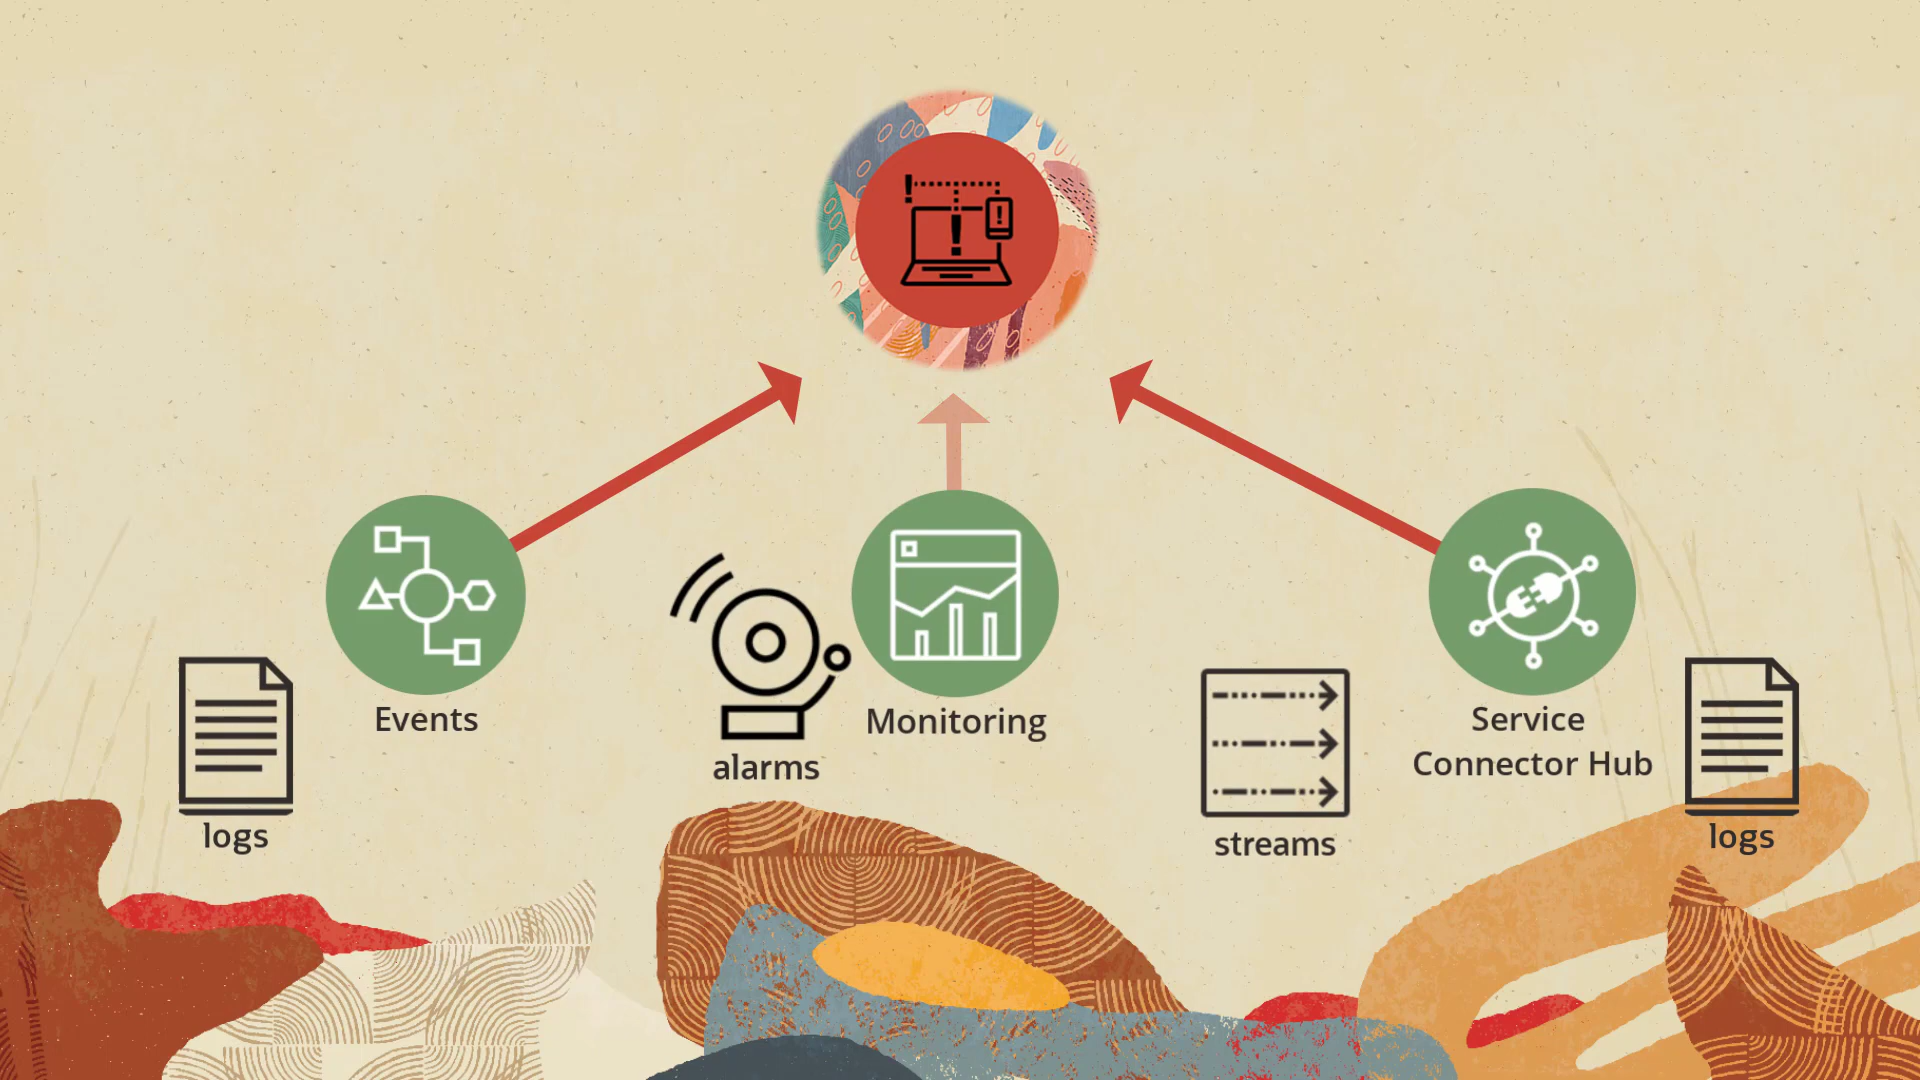 Events
Monitoring
Service
Connector Hub
alarms
logs
streams
logs